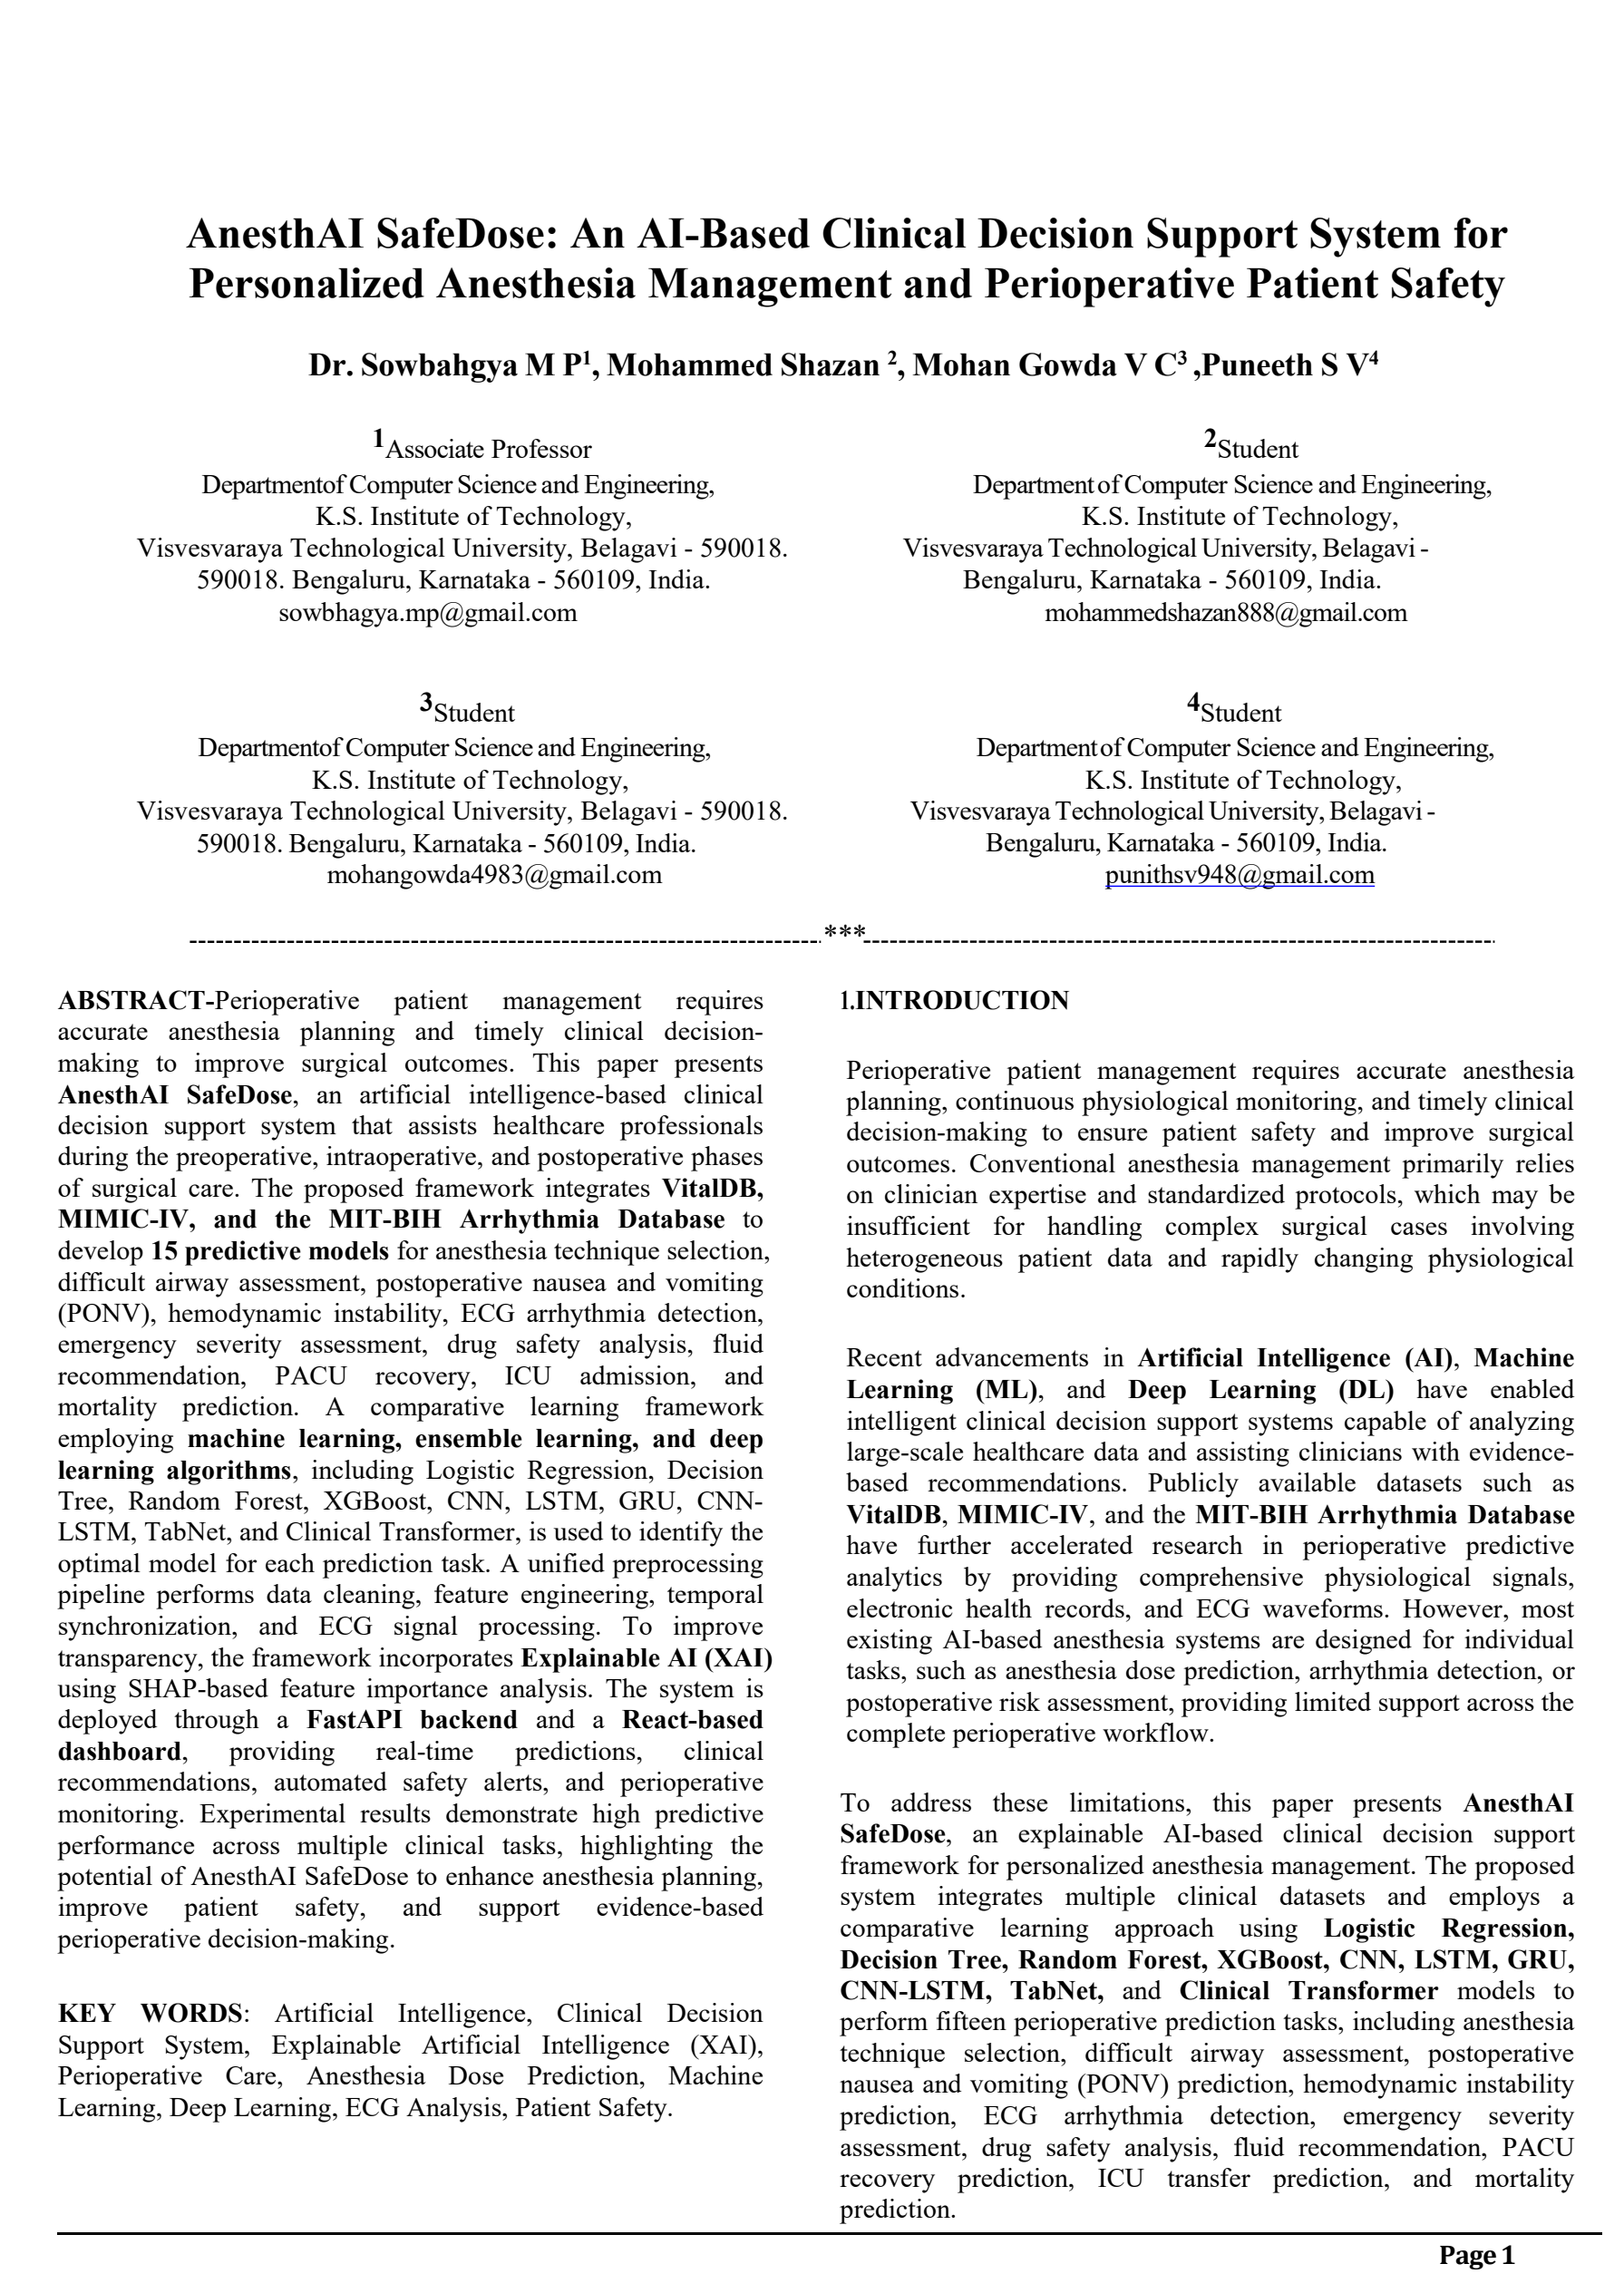 AnesthAI SafeDose: An AI-Based Clinical Decision Support System for
Personalized Anesthesia Management and Perioperative Patient Safety
Dr. Sowbahgya M P1, Mohammed Shazan 2, Mohan Gowda V C3 ,Puneeth S V4
1Associate Professor
Departmentof Computer Science and Engineering,
K.S. Institute of Technology,
Visvesvaraya Technological University, Belagavi - 590018.
590018. Bengaluru, Karnataka - 560109, India.
sowbhagya.mp@gmail.com
2Student
Department of Computer Science and Engineering,
K.S. Institute of Technology,
Visvesvaraya Technological University, Belagavi -
Bengaluru, Karnataka - 560109, India.
mohammedshazan888@gmail.com
3Student
Departmentof Computer Science and Engineering,
K.S. Institute of Technology,
Visvesvaraya Technological University, Belagavi - 590018.
590018. Bengaluru, Karnataka - 560109, India.
mohangowda4983@gmail.com
4Student
Department of Computer Science and Engineering,
K.S. Institute of Technology,
Visvesvaraya Technological University, Belagavi -
Bengaluru, Karnataka - 560109, India.
punithsv948@gmail.com
-----------------------------------------------------------------------***-----------------------------------------------------------------------
ABSTRACT-Perioperative patient management requires
accurate anesthesia planning and timely clinical decision-
making to improve surgical outcomes. This paper presents
AnesthAI SafeDose, an artificial intelligence-based clinical
decision support system that assists healthcare professionals
during the preoperative, intraoperative, and postoperative phases
of surgical care. The proposed framework integrates VitalDB,
MIMIC-IV, and the MIT-BIH Arrhythmia Database to
develop 15 predictive models for anesthesia technique selection,
difficult airway assessment, postoperative nausea and vomiting
(PONV), hemodynamic instability, ECG arrhythmia detection,
emergency severity assessment, drug safety analysis, fluid
recommendation, PACU recovery, ICU admission, and
mortality prediction. A comparative learning framework
employing machine learning, ensemble learning, and deep
learning algorithms, including Logistic Regression, Decision
Tree, Random Forest, XGBoost, CNN, LSTM, GRU, CNN-
LSTM, TabNet, and Clinical Transformer, is used to identify the
optimal model for each prediction task. A unified preprocessing
pipeline performs data cleaning, feature engineering, temporal
synchronization, and ECG signal processing. To improve
transparency, the framework incorporates Explainable AI (XAI)
using SHAP-based feature importance analysis. The system is
deployed through a FastAPI backend and a React-based
dashboard, providing real-time predictions, clinical
recommendations, automated safety alerts, and perioperative
monitoring. Experimental results demonstrate high predictive
performance across multiple clinical tasks, highlighting the
potential of AnesthAI SafeDose to enhance anesthesia planning,
improve patient safety, and support evidence-based
perioperative decision-making.
KEY WORDS: Artificial Intelligence, Clinical Decision
Support System, Explainable Artificial Intelligence (XAI),
Perioperative Care, Anesthesia Dose Prediction, Machine
Learning, Deep Learning, ECG Analysis, Patient Safety.
1.INTRODUCTION
Perioperative patient management requires accurate anesthesia
planning, continuous physiological monitoring, and timely clinical
decision-making to ensure patient safety and improve surgical
outcomes. Conventional anesthesia management primarily relies
on clinician expertise and standardized protocols, which may be
insufficient for handling complex surgical cases involving
heterogeneous patient data and rapidly changing physiological
conditions.
Recent advancements in Artificial Intelligence (AI), Machine
Learning (ML), and Deep Learning (DL) have enabled
intelligent clinical decision support systems capable of analyzing
large-scale healthcare data and assisting clinicians with evidence-
based recommendations. Publicly available datasets such as
VitalDB, MIMIC-IV, and the MIT-BIH Arrhythmia Database
have further accelerated research in perioperative predictive
analytics by providing comprehensive physiological signals,
electronic health records, and ECG waveforms. However, most
existing AI-based anesthesia systems are designed for individual
tasks, such as anesthesia dose prediction, arrhythmia detection, or
postoperative risk assessment, providing limited support across the
complete perioperative workflow.
To address these limitations, this paper presents AnesthAI
SafeDose, an explainable AI-based clinical decision support
framework for personalized anesthesia management. The proposed
system integrates multiple clinical datasets and employs a
comparative learning approach using Logistic Regression,
Decision Tree, Random Forest, XGBoost, CNN, LSTM, GRU,
CNN-LSTM, TabNet, and Clinical Transformer models to
perform fifteen perioperative prediction tasks, including anesthesia
technique selection, difficult airway assessment, postoperative
nausea and vomiting (PONV) prediction, hemodynamic instability
prediction, ECG arrhythmia detection, emergency severity
assessment, drug safety analysis, fluid recommendation, PACU
recovery prediction, ICU transfer prediction, and mortality
prediction.
Page 1